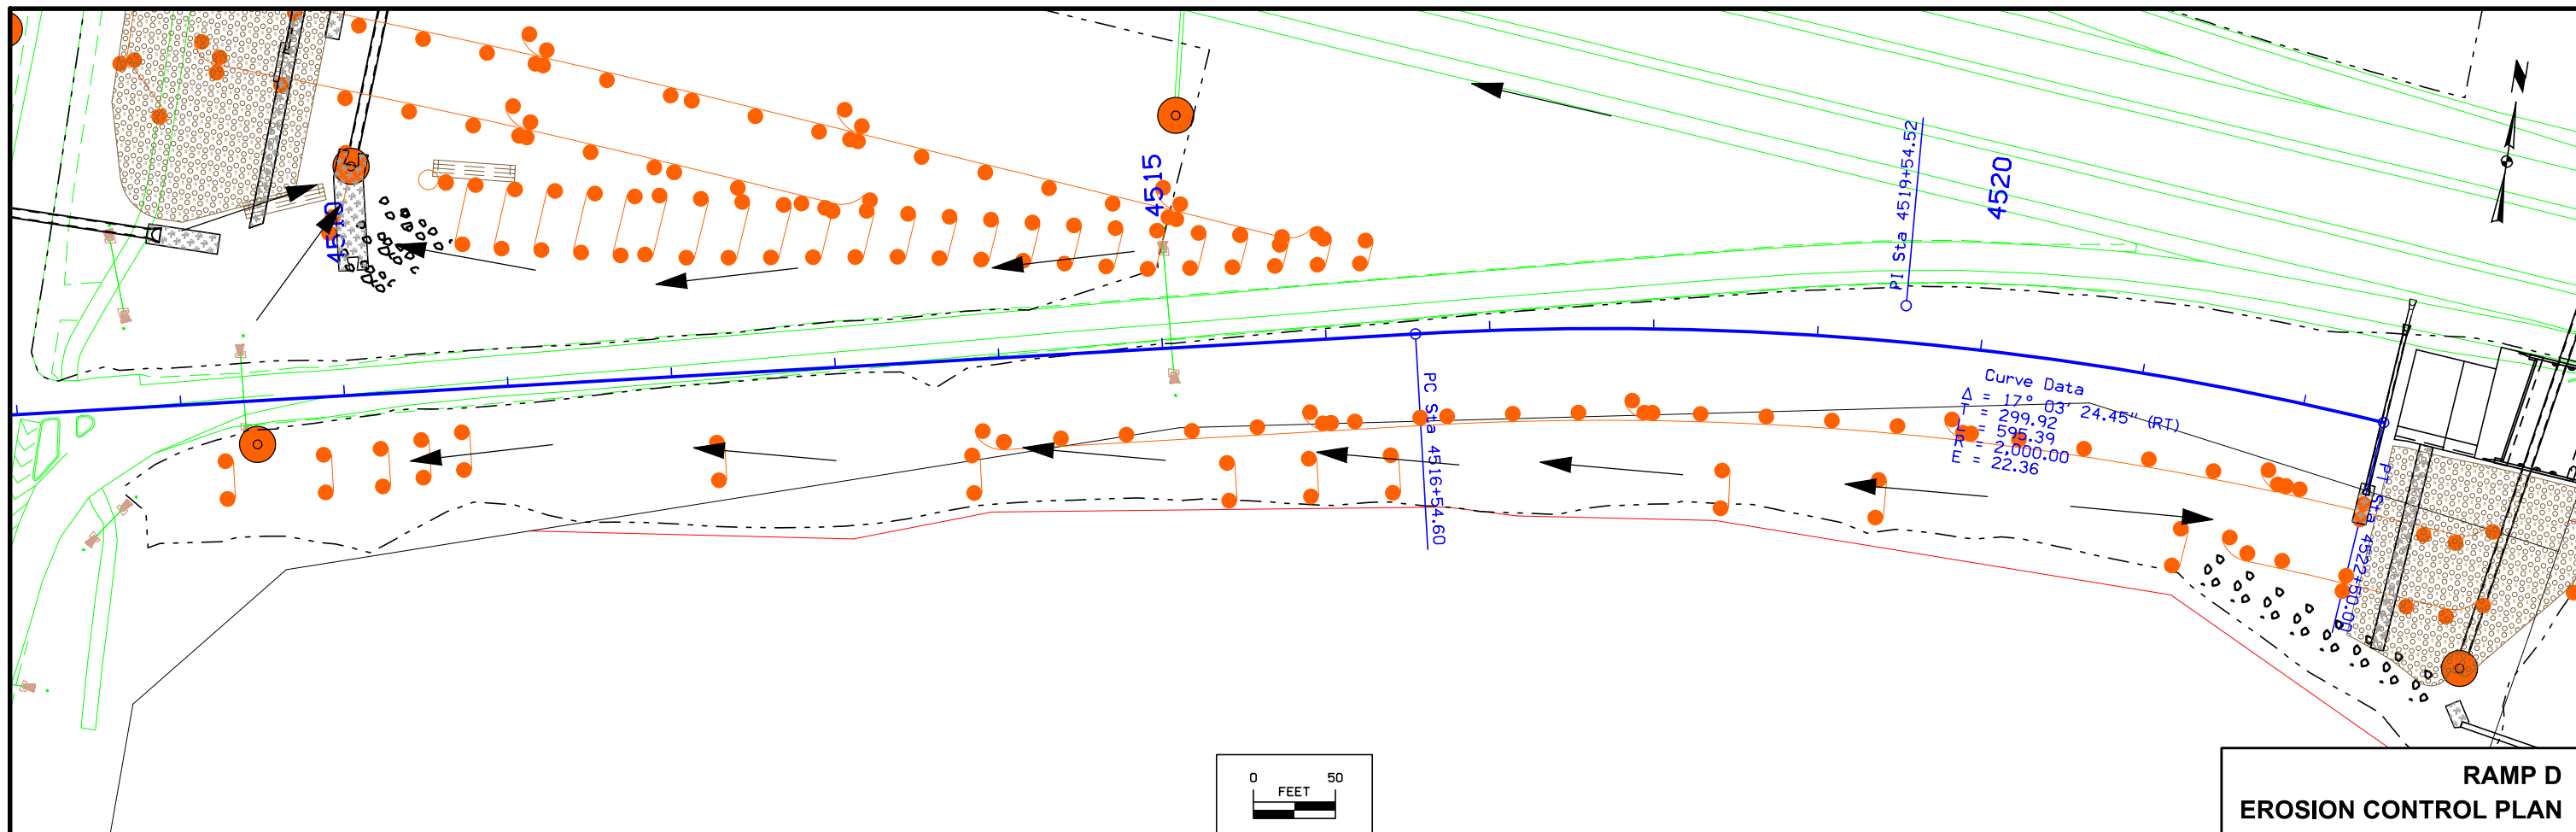 4510
4515
PI Sta 4519+54.52
4520
PC Sta 4516+54.60
Curve Data
Δ = 17° 03' 24.45" (RT)
T = 299.92
L = 595.39
R = 2,000.00
E = 22.36
PT Sta 4522+50.00
0 50
FEET
RAMP D
EROSION CONTROL PLAN